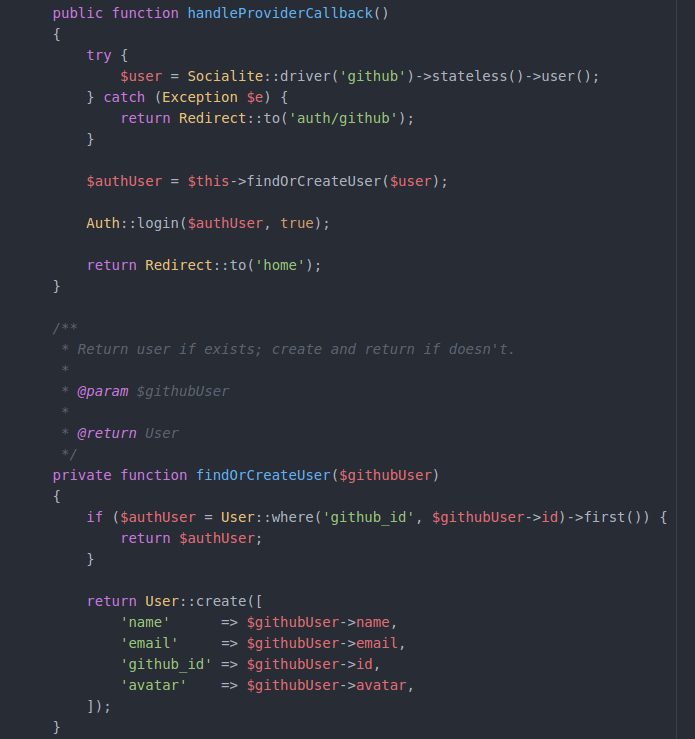 public function handleProviderCallback()
{
    try {
        $user = Socialite::driver('github')->stateless()->user();
    } catch (Exception $e) {
        return Redirect::to('auth/github');
    }

    $authUser = $this->findOrCreateUser($user);

    Auth::login($authUser, true);

    return Redirect::to('home');
}

/**
 * Return user if exists; create and return if doesn't.
 *
 * @param $githubUser
 *
 * @return User
 */
private function findOrCreateUser($githubUser)
{
    if ($authUser = User::where('github_id', $githubUser->id)->first()) {
        return $authUser;
    }

    return User::create([
        'name'      => $githubUser->name,
        'email'     => $githubUser->email,
        'github_id' => $githubUser->id,
        'avatar'    => $githubUser->avatar,
    ]);
}